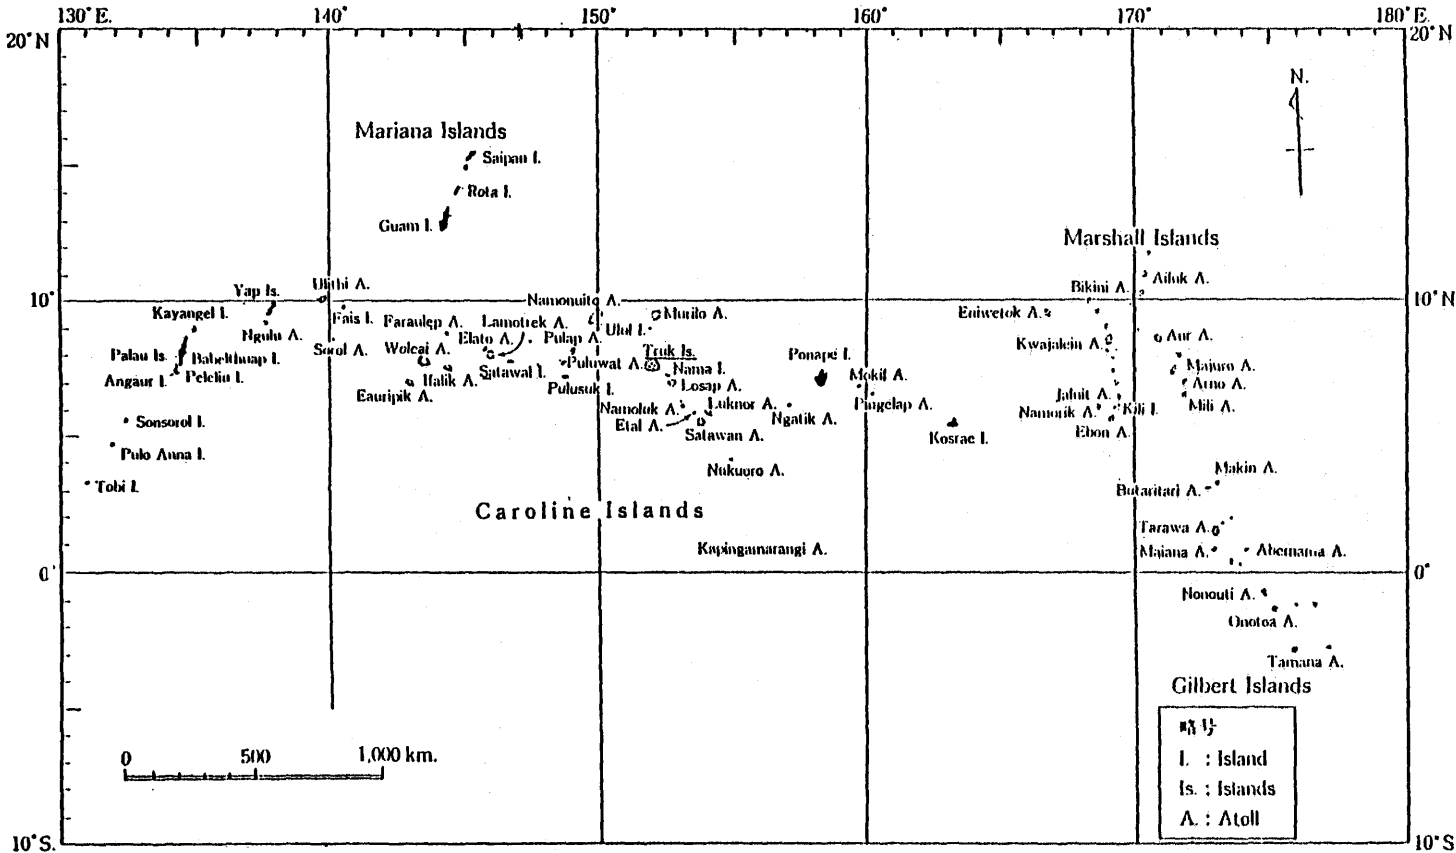 130° E.
140°
150°
160°
170°
180° E.
20° N
20° N
N.
Mariana Islands
Saipan I.
Rota I.
Guam I.
Marshall Islands
Ailuk A.
Bikini A.
Ulithi A.
Yap Is.
10°
10° N
Namonuito A.
Kayangel I.
Fais I.
Faraulep A.
Lamotrek A.
Ulul I.
Murilo A.
Eniwetok A.
Ngulu A.
Elato A.
Pulap A.
Aur A.
Sorol A.
Woleai A.
Truk Is.
Ponape I.
Kwajalein A.
Palau Is.
Babelthuap I.
Puluwat A.
Majuro A.
Angaur I.
Peleliu I.
Ifalik A.
Satawal I.
Nama I.
Mokil A.
Arno A.
Eauripik A.
Pulusuk I.
Losap A.
Pingelap A.
Jaluit A.
Kili I.
Mili A.
Namoluk A.
Luknor A.
Ngatik A.
Namorik A.
Sonsorol I.
Etal A.
Satawan A.
Kosrae I.
Ebon A.
Pulo Anna I.
Nukuoro A.
Makin A.
Tobi I.
Butaritari A.
Caroline Islands
Tarawa A.
Kapingamarangi A.
Maiana A.
Abemama A.
0°
0°
Nonouti A.
Onotoa A.
Tamana A.
Gilbert Islands
略号
I. : Island
Is. : Islands
A. : Atoll
0 500 1,000 km.
10° S.
10° S